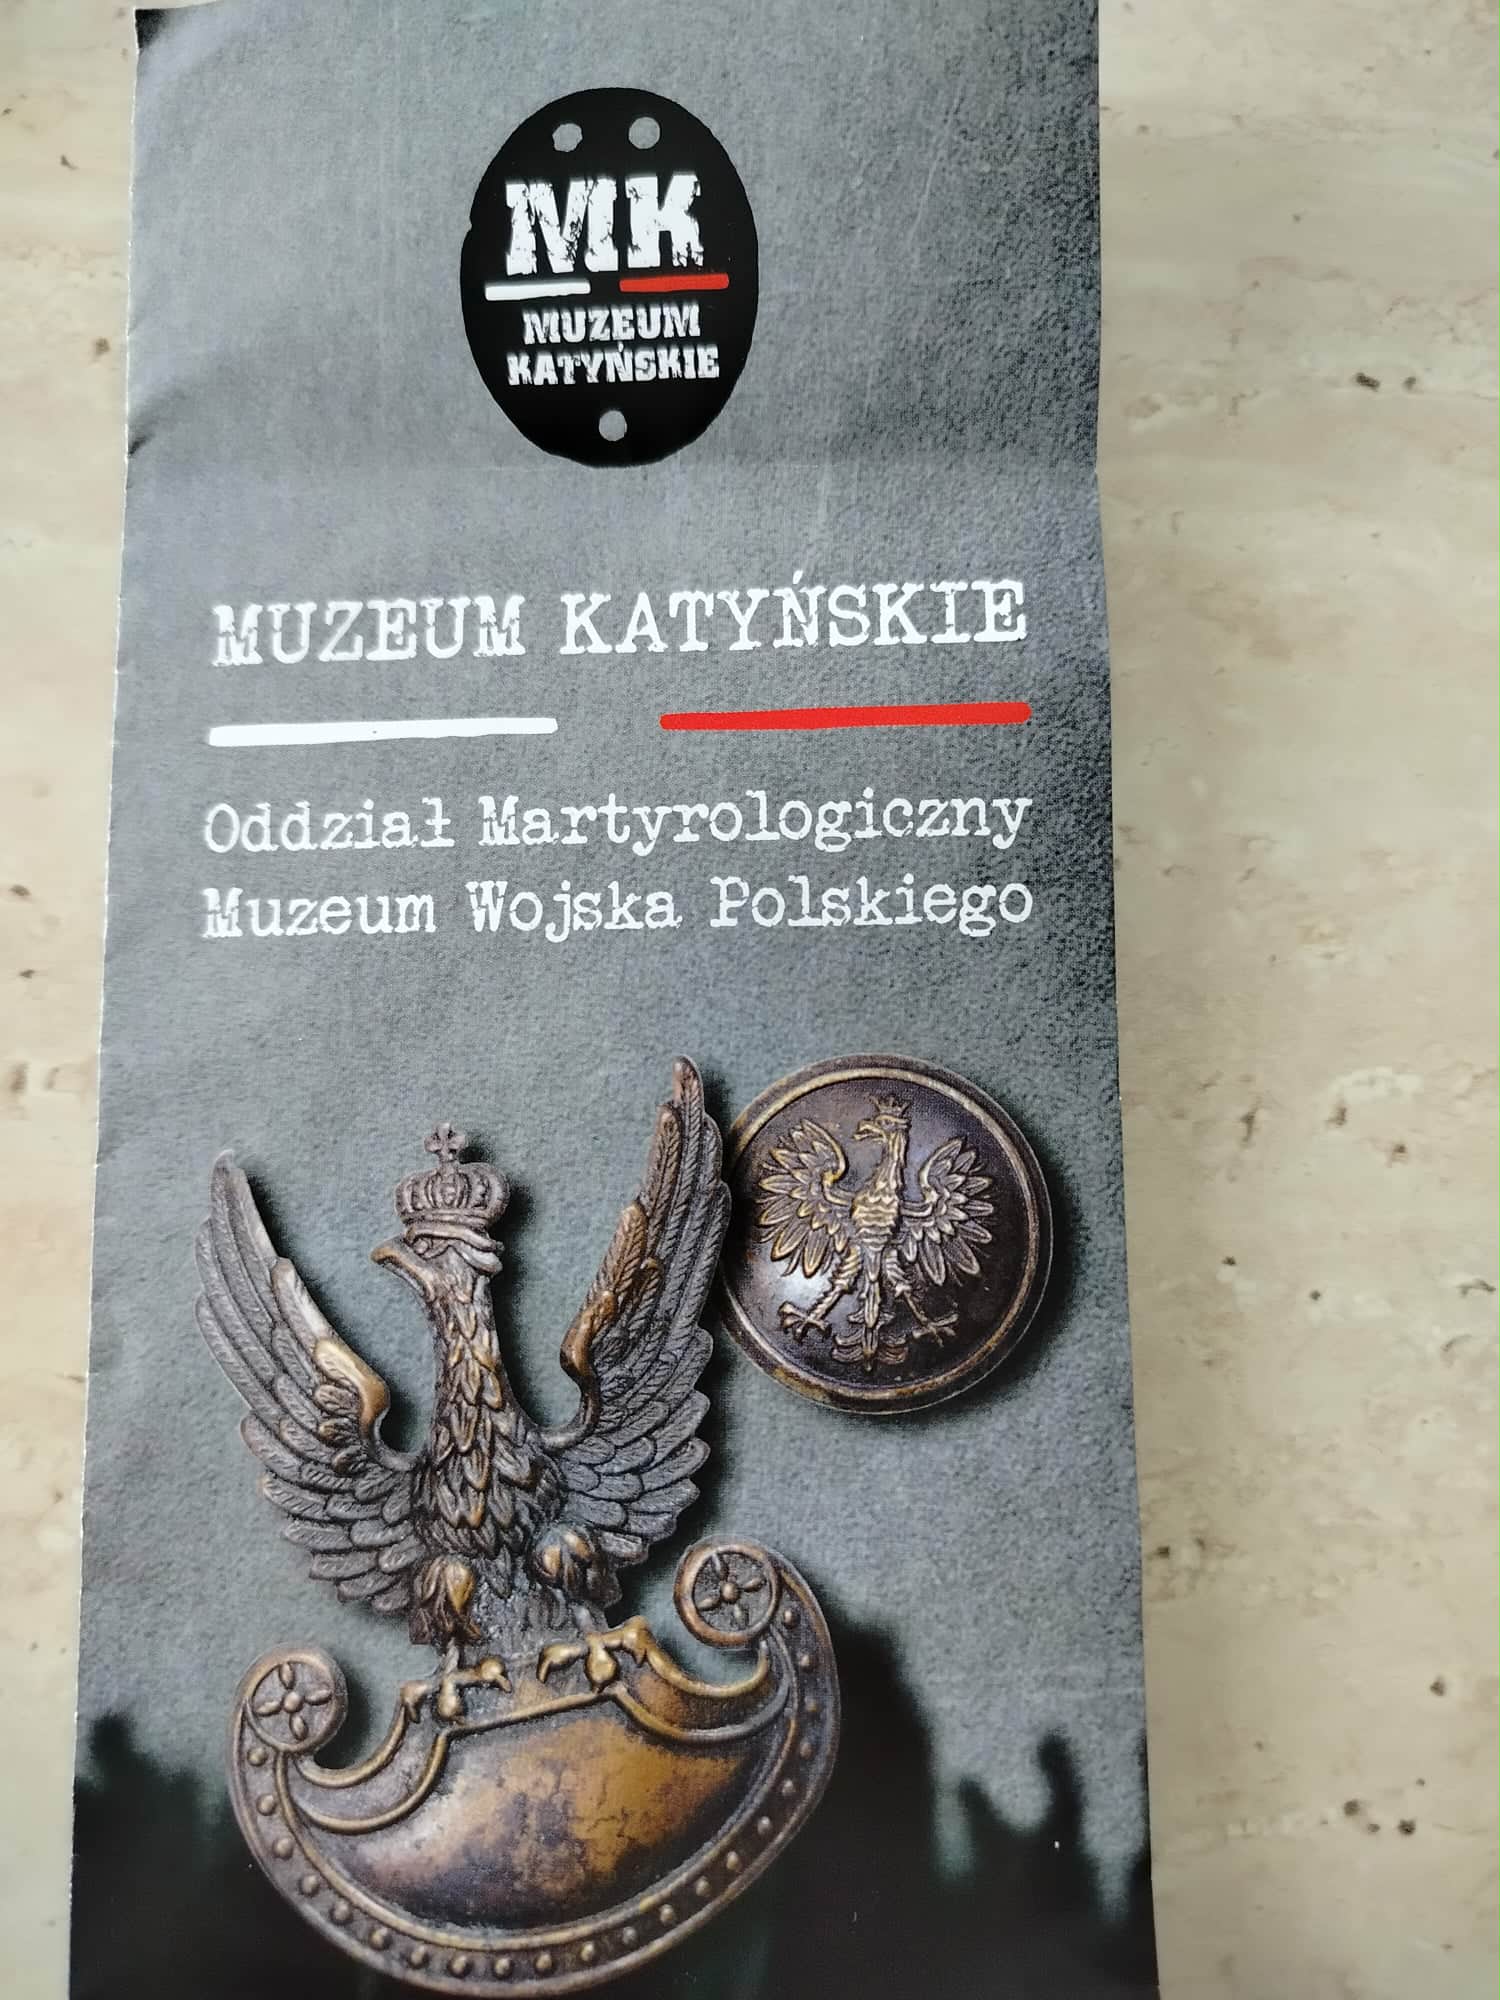 MK
MUZEUM
KATYŃSKIE
MUZEUM KATYŃSKIE
Oddział Martyrologiczny
Muzeum Wojska Polskiego